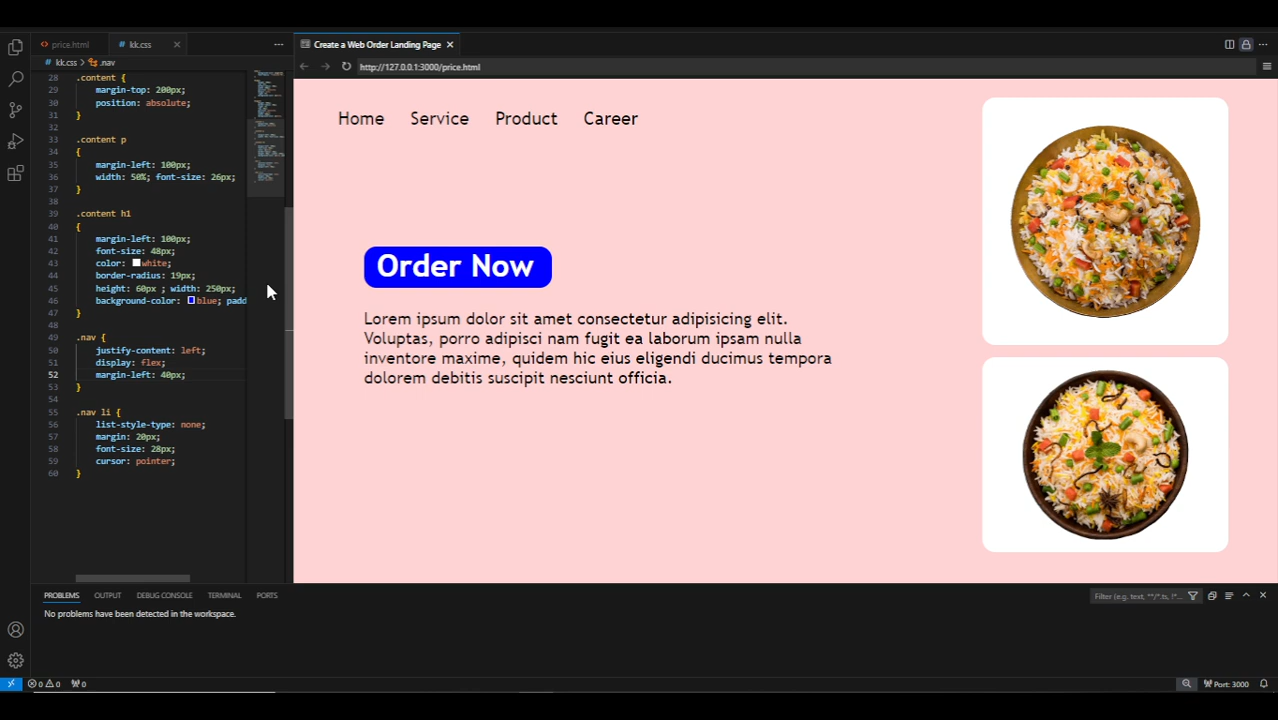 price.html
kk.css
Create a Web Order Landing Page
kk.css > .nav
http://127.0.0.1:3000/price.html
28 .content {
29 margin-top: 200px;
30 position: absolute;
31 }
32
33 .content p
34 {
35 margin-left: 100px;
36 width: 50%; font-size: 26px;
37 }
38
39 .content h1
40 {
41 margin-left: 100px;
42 font-size: 48px;
43 color: white;
44 border-radius: 19px;
45 height: 60px ; width: 250px;
46 background-color: blue; padd
47 }
48
49 .nav {
50 justify-content: left;
51 display: flex;
52 margin-left: 40px;
53 }
54
55 .nav li {
56 list-style-type: none;
57 margin: 20px;
58 font-size: 28px;
59 cursor: pointer;
60 }
Home Service Product Career
Order Now
Lorem ipsum dolor sit amet consectetur adipisicing elit.
Voluptas, porro adipisci nam fugit ea laborum ipsam nulla
inventore maxime, quidem hic eius eligendi ducimus tempora
dolorem debitis suscipit nesciunt officia.
PROBLEMS OUTPUT DEBUG CONSOLE TERMINAL PORTS
Filter (e.g. text, **/*.ts, !*...
No problems have been detected in the workspace.
0 0 0
Port: 3000